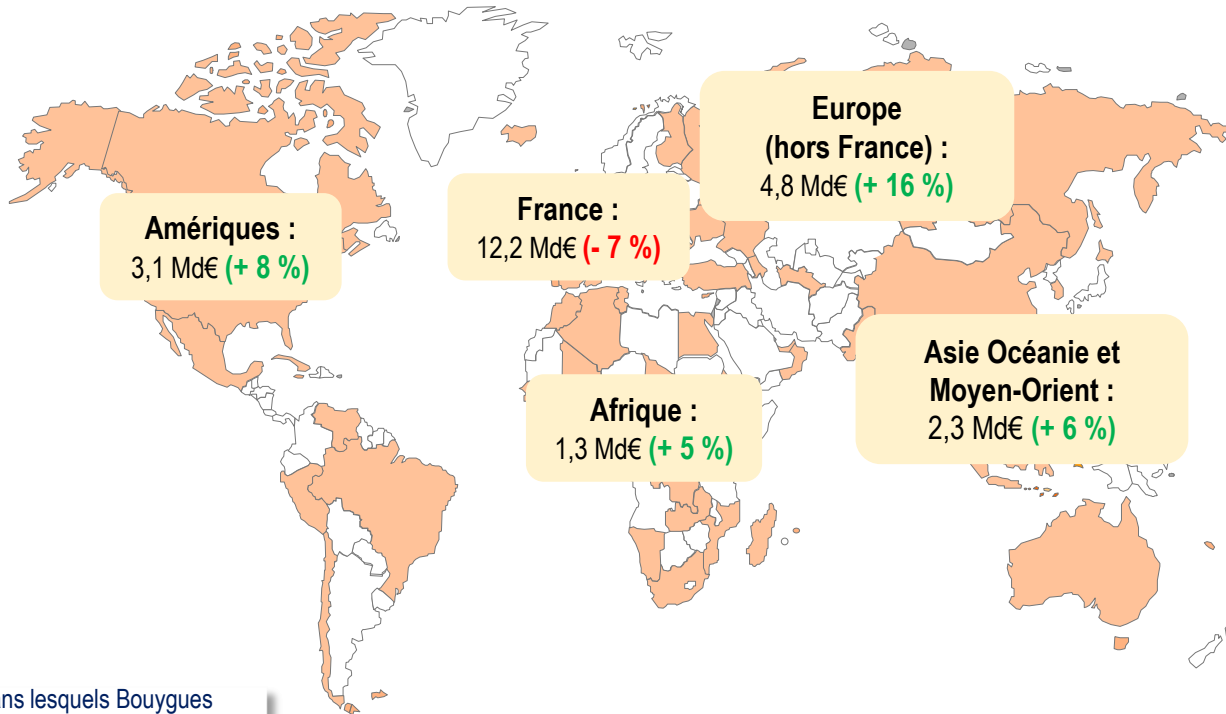 Europe
(hors France) :
4,8 Md€ (+ 16 %)
France :
12,2 Md€ (- 7 %)
Amériques :
3,1 Md€ (+ 8 %)
Asie Océanie et
Moyen-Orient :
2,3 Md€ (+ 6 %)
Afrique :
1,3 Md€ (+ 5 %)
lesquels Bouygues